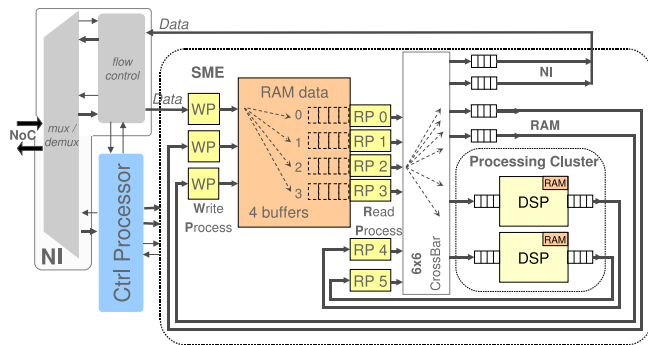 Data
flow
control
SME
RAM data
NI
Data
WP
0
RP 0
RAM
NoC
mux /
demux
WP
1
RP 1
2
RP 2
Processing Cluster
WP
3
RP 3
RAM
DSP
Write
Process
4 buffers
Read
Process
Ctrl Processor
RP 4
RAM
DSP
NI
RP 5
6x6
CrossBar